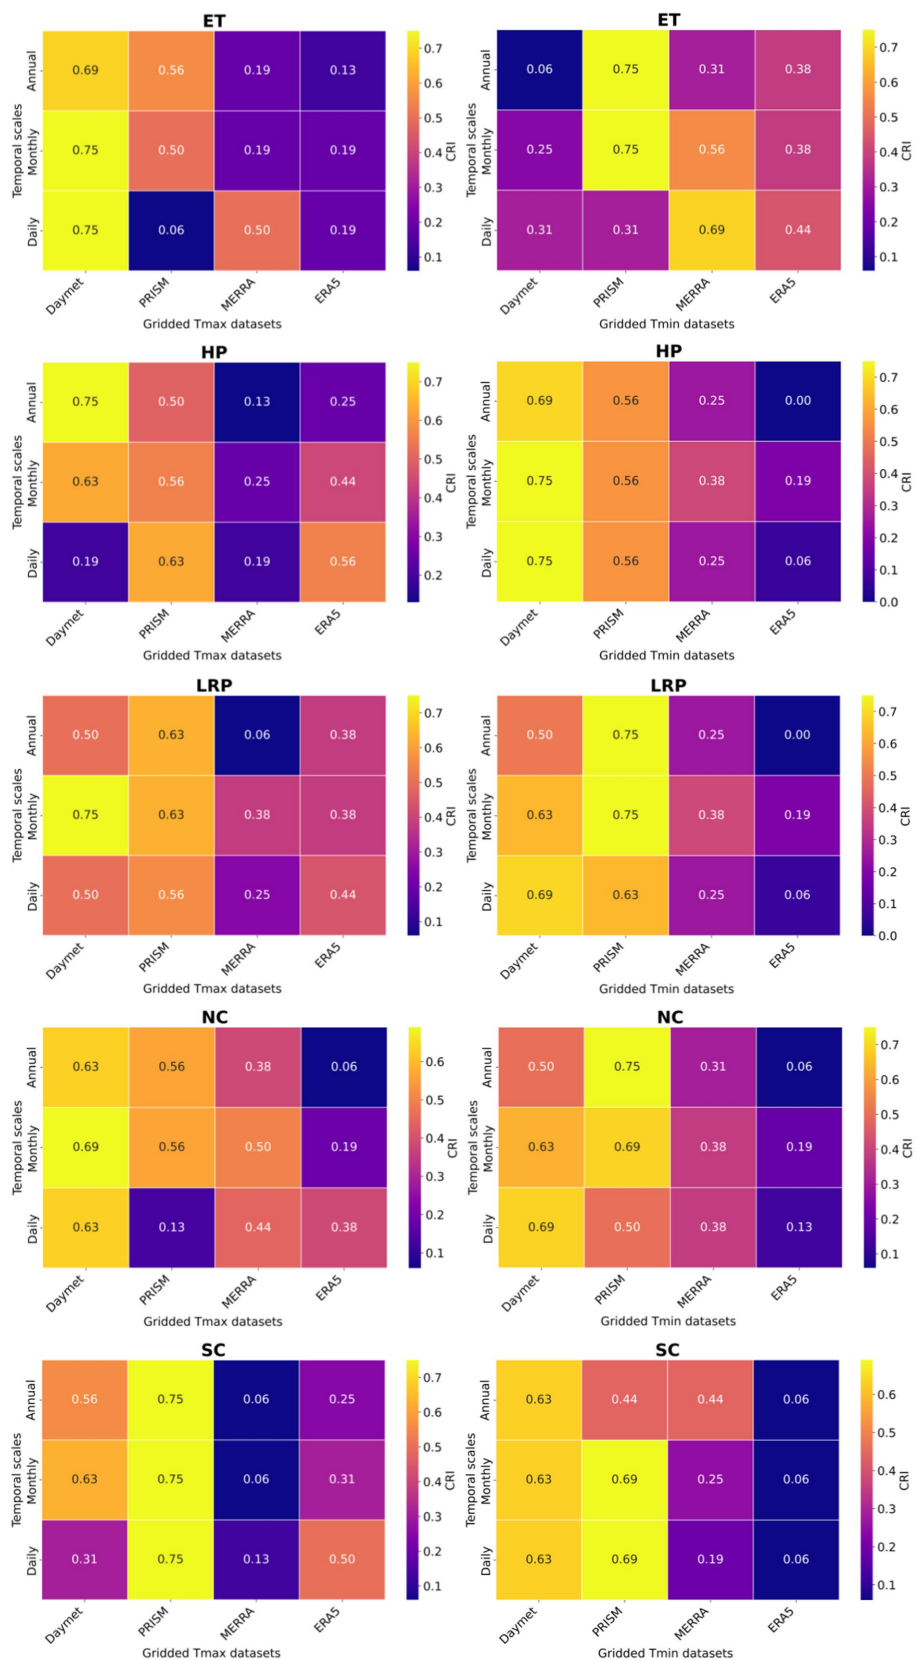 ET
Annual 0.69 0.56 0.19 0.13
Monthly 0.75 0.50 0.19 0.19
Daily 0.75 0.06 0.50 0.19
Temporal scales
Daymet PRISM MERRA ERA5
Gridded Tmax datasets
0.7
0.6
0.5
0.4
0.3
0.2
0.1
CRI
ET
Annual 0.06 0.75 0.31 0.38
Monthly 0.25 0.75 0.56 0.38
Daily 0.31 0.31 0.69 0.44
Temporal scales
Daymet PRISM MERRA ERA5
Gridded Tmin datasets
0.7
0.6
0.5
0.4
0.3
0.2
0.1
CRI
HP
Annual 0.75 0.50 0.13 0.25
Monthly 0.63 0.56 0.25 0.44
Daily 0.19 0.63 0.19 0.56
Temporal scales
Daymet PRISM MERRA ERA5
Gridded Tmax datasets
0.7
0.6
0.5
0.4
0.3
0.2
CRI
HP
Annual 0.69 0.56 0.25 0.00
Monthly 0.75 0.56 0.38 0.19
Daily 0.75 0.56 0.25 0.06
Temporal scales
Daymet PRISM MERRA ERA5
Gridded Tmin datasets
0.7
0.6
0.5
0.4
0.3
0.2
0.1
0.0
CRI
LRP
Annual 0.50 0.63 0.06 0.38
Monthly 0.75 0.63 0.38 0.38
Daily 0.50 0.56 0.25 0.44
Temporal scales
Daymet PRISM MERRA ERA5
Gridded Tmax datasets
0.7
0.6
0.5
0.4
0.3
0.2
0.1
CRI
LRP
Annual 0.50 0.75 0.25 0.00
Monthly 0.63 0.75 0.38 0.19
Daily 0.69 0.63 0.25 0.06
Temporal scales
Daymet PRISM MERRA ERA5
Gridded Tmin datasets
0.7
0.6
0.5
0.4
0.3
0.2
0.1
0.0
CRI
NC
Annual 0.63 0.56 0.38 0.06
Monthly 0.69 0.56 0.50 0.19
Daily 0.63 0.13 0.44 0.38
Temporal scales
Daymet PRISM MERRA ERA5
Gridded Tmax datasets
0.6
0.5
0.4
0.3
0.2
0.1
CRI
NC
Annual 0.50 0.75 0.31 0.06
Monthly 0.63 0.69 0.38 0.19
Daily 0.69 0.50 0.38 0.13
Temporal scales
Daymet PRISM MERRA ERA5
Gridded Tmin datasets
0.7
0.6
0.5
0.4
0.3
0.2
0.1
CRI
SC
Annual 0.56 0.75 0.06 0.25
Monthly 0.63 0.75 0.06 0.31
Daily 0.31 0.75 0.13 0.50
Temporal scales
Daymet PRISM MERRA ERA5
Gridded Tmax datasets
0.7
0.6
0.5
0.4
0.3
0.2
0.1
CRI
SC
Annual 0.63 0.44 0.44 0.06
Monthly 0.63 0.69 0.25 0.06
Daily 0.63 0.69 0.19 0.06
Temporal scales
Daymet PRISM MERRA ERA5
Gridded Tmin datasets
0.6
0.5
0.4
0.3
0.2
0.1
CRI